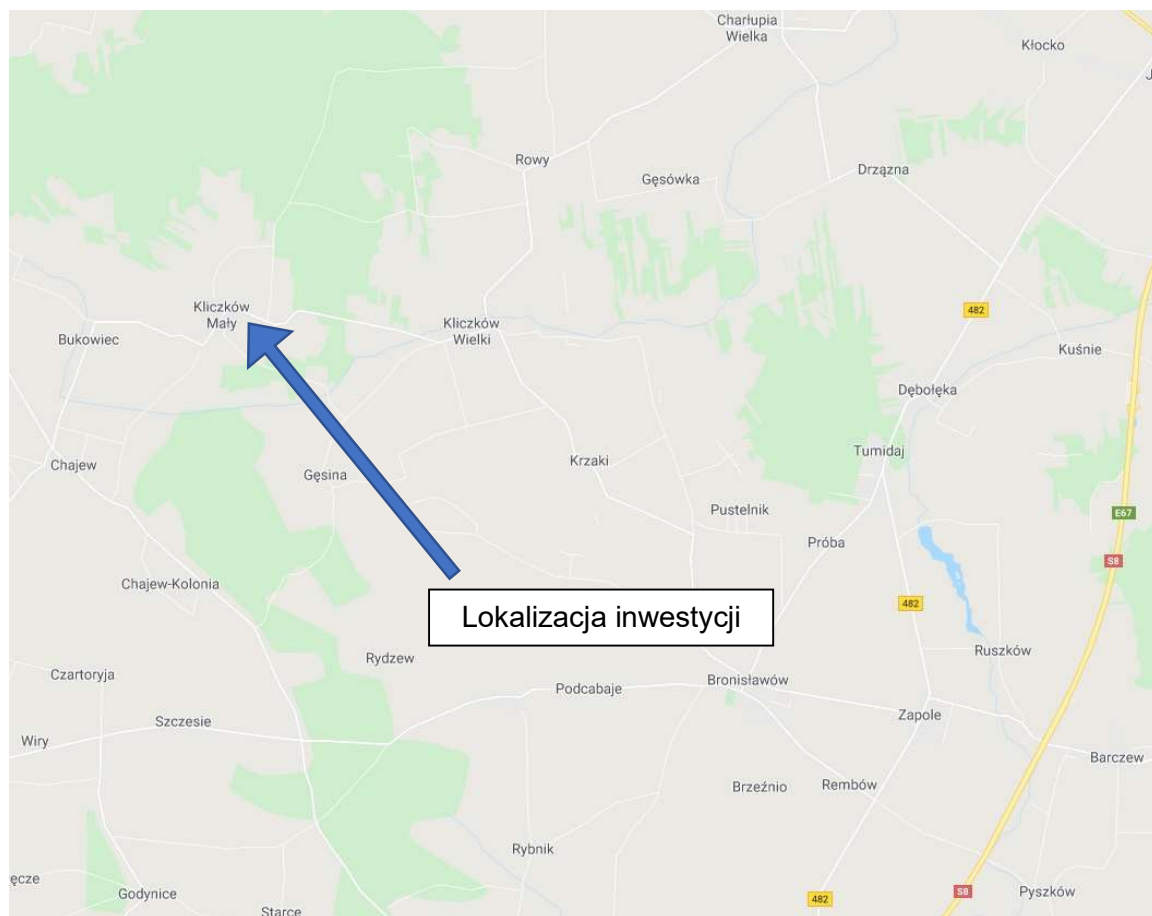 Charłupia
Wielka
Kłocko
J
Rowy
Gęsówka
Drzązna
Kliczków
Mały
482
Bukowiec
Kliczków
Wielki
Kuśnie
Dębołęka
Tumidaj
Chajew
Gęsina
Krzaki
Pustelnik
E67
Próba
S8
Chajew-Kolonia
482
Lokalizacja inwestycji
Ruszków
Rydzew
Czartoryja
Podcabaje
Bronisławów
Szczesie
Zapole
Wiry
Barczew
Brzeźnio
Rembów
Rybnik
ęcze
Godynice
S8
Pyszków
482
Starce